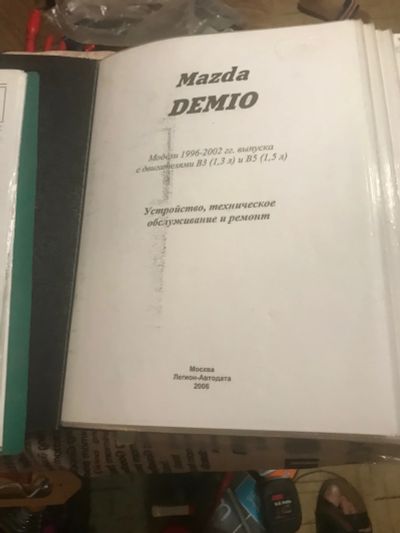 Mazda
DEMIO
Модели 1996-2002 гг. выпуска
с двигателями B3 (1,3 л) и B5 (1,5 л)
Устройство, техническое
обслуживание и ремонт
Москва
Легион-Автодата
2006